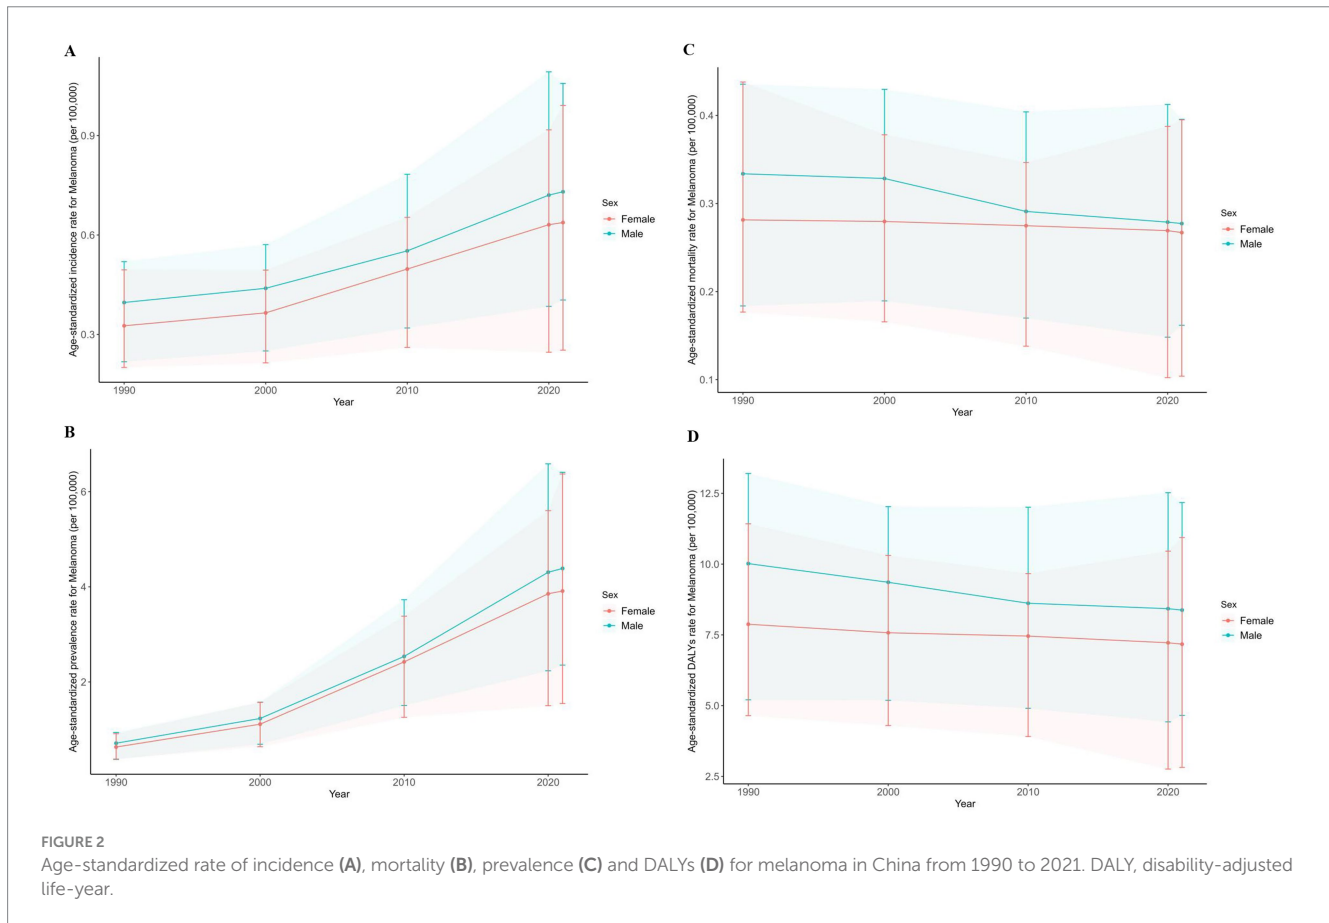 A
Age-standardized incidence rate for Melanoma (per 100,000)
0.9
0.6
0.3
1990
2000
2010
2020
Year
Sex
Female
Male
C
Age-standardized mortality rate for Melanoma (per 100,000)
0.4
0.3
0.2
0.1
1990
2000
2010
2020
Year
Sex
Female
Male
B
Age-standardized prevalence rate for Melanoma (per 100,000)
6
4
2
1990
2000
2010
2020
Year
Sex
Female
Male
D
Age-standardized DALYs rate for Melanoma (per 100,000)
12.5
10.0
7.5
5.0
2.5
1990
2000
2010
2020
Year
Sex
Female
Male
FIGURE 2
Age-standardized rate of incidence (A), mortality (B), prevalence (C) and DALYs (D) for melanoma in China from 1990 to 2021. DALY, disability-adjusted
life-year.